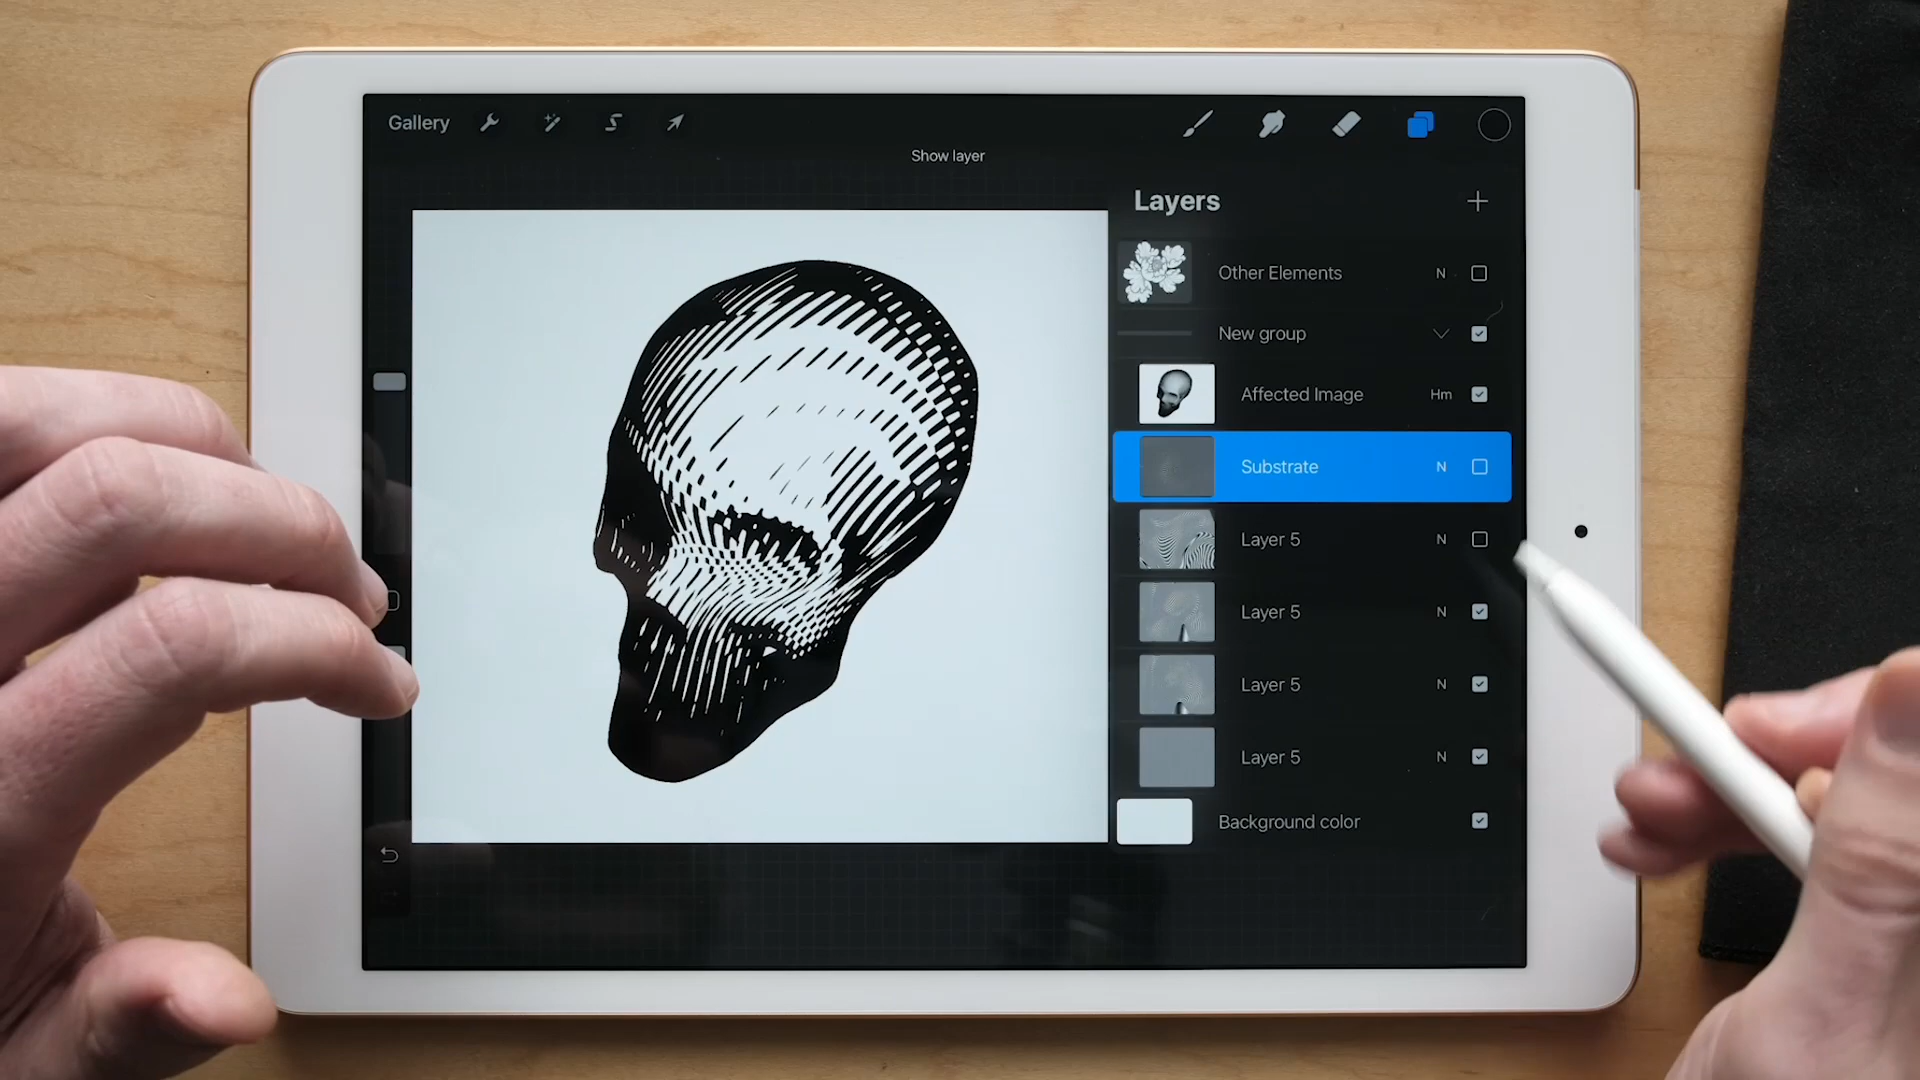 Gallery
Show layer
Layers
Other Elements N
New group
Affected Image Hm
Substrate N
Layer 5 N
Layer 5 N
Layer 5 N
Layer 5 N
Background color